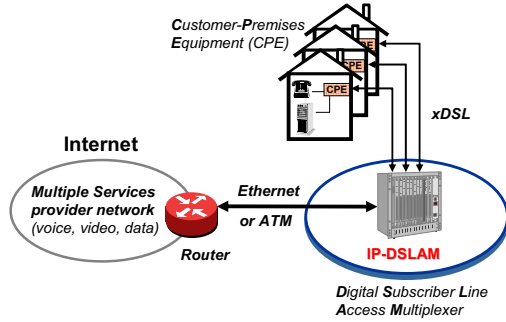 Customer-Premises
Equipment (CPE)
CPE
CPE
CPE
xDSL
Internet
Multiple Services
provider network
(voice, video, data)
Ethernet
or ATM
Router
IP-DSLAM
Digital Subscriber Line
Access Multiplexer